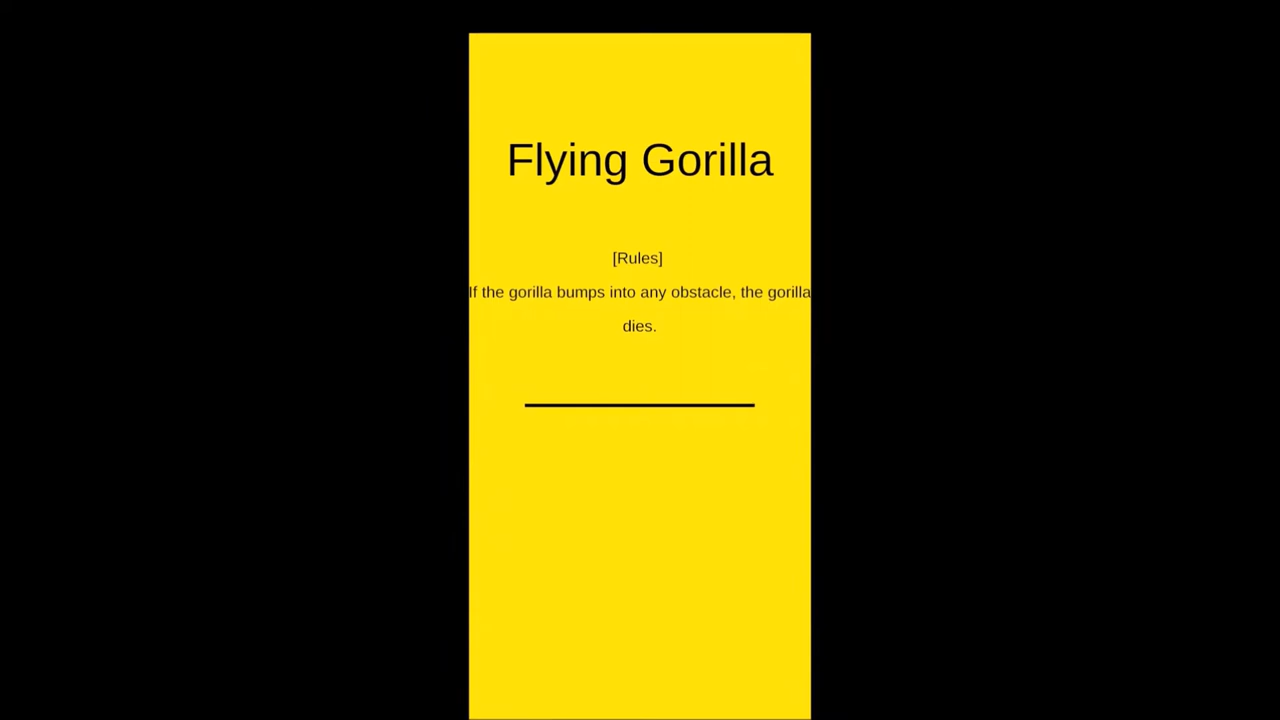 Flying Gorilla
[Rules]
If the gorilla bumps into any obstacle, the gorilla
dies.